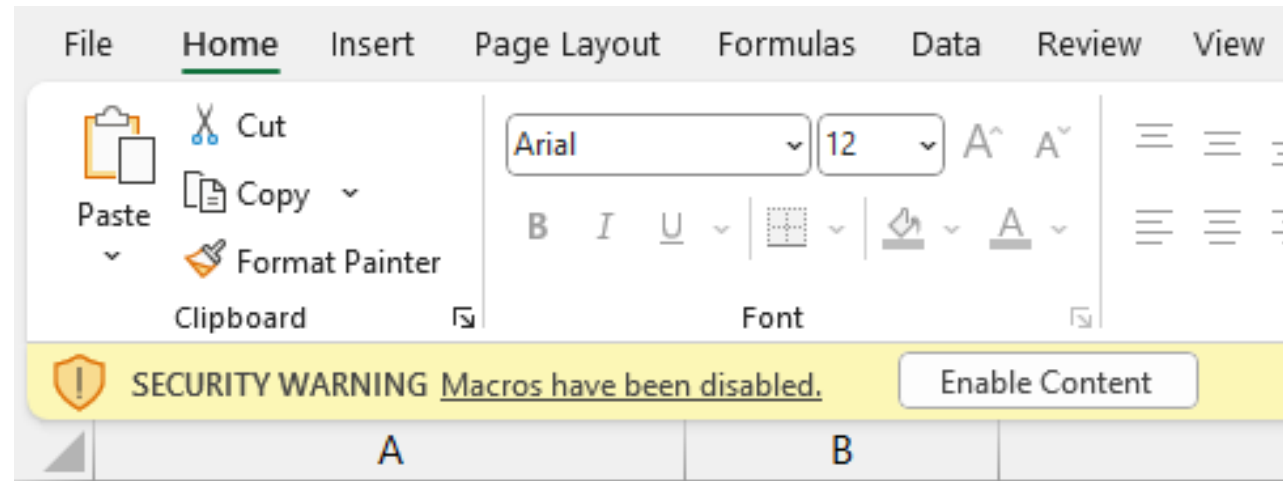 File Home Insert Page Layout Formulas Data Review View
Cut
Copy
Paste
Format Painter
Clipboard
Arial 12 A A
B I U A
Font
SECURITY WARNING Macros have been disabled. Enable Content
A B